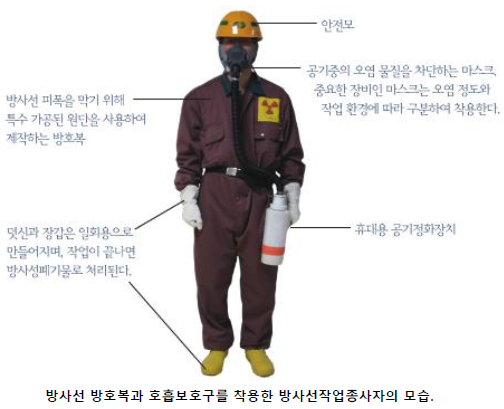 안전모
공기중의 오염 물질을 차단하는 마스크,
중요한 장비인 마스크는 오염 정도와
작업 환경에 따라 구분하여 착용한다.
방사선 피폭을 막기 위해
특수 가공된 원단을 사용하여
제작하는 방호복
덧신과 장갑은 일회용으로
만들어지며, 작업이 끝나면
방사성폐기물로 처리된다.
휴대용 공기정화장치
방사선 방호복과 호흡보호구를 착용한 방사선작업종사자의 모습.